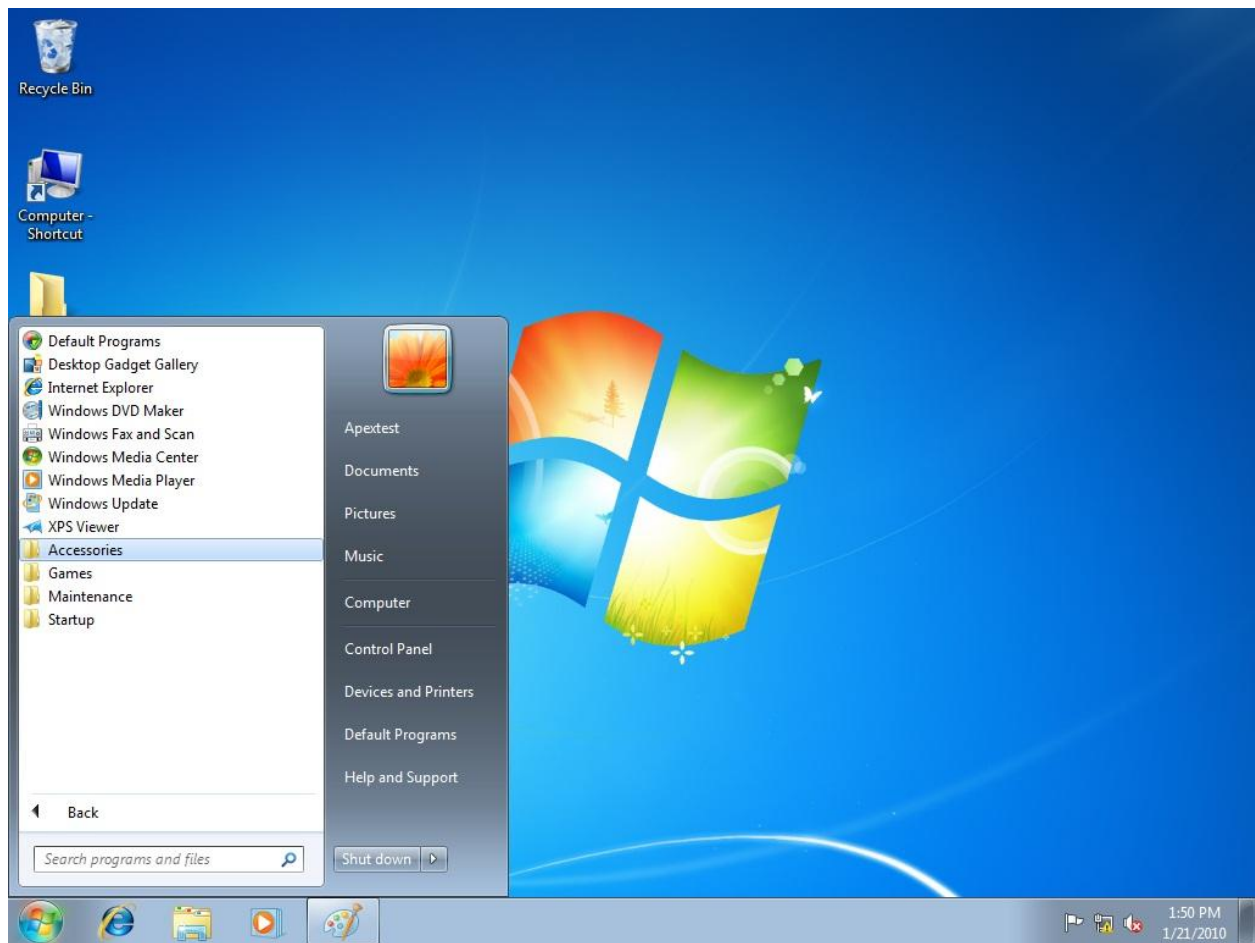 Recycle Bin
Computer -
Shortcut
Default Programs
Desktop Gadget Gallery
Internet Explorer
Windows DVD Maker
Windows Fax and Scan
Windows Media Center
Windows Media Player
Windows Update
XPS Viewer
Accessories
Games
Maintenance
Startup
Back
Search programs and files
Apextest
Documents
Pictures
Music
Computer
Control Panel
Devices and Printers
Default Programs
Help and Support
Shut down
1:50 PM
1/21/2010